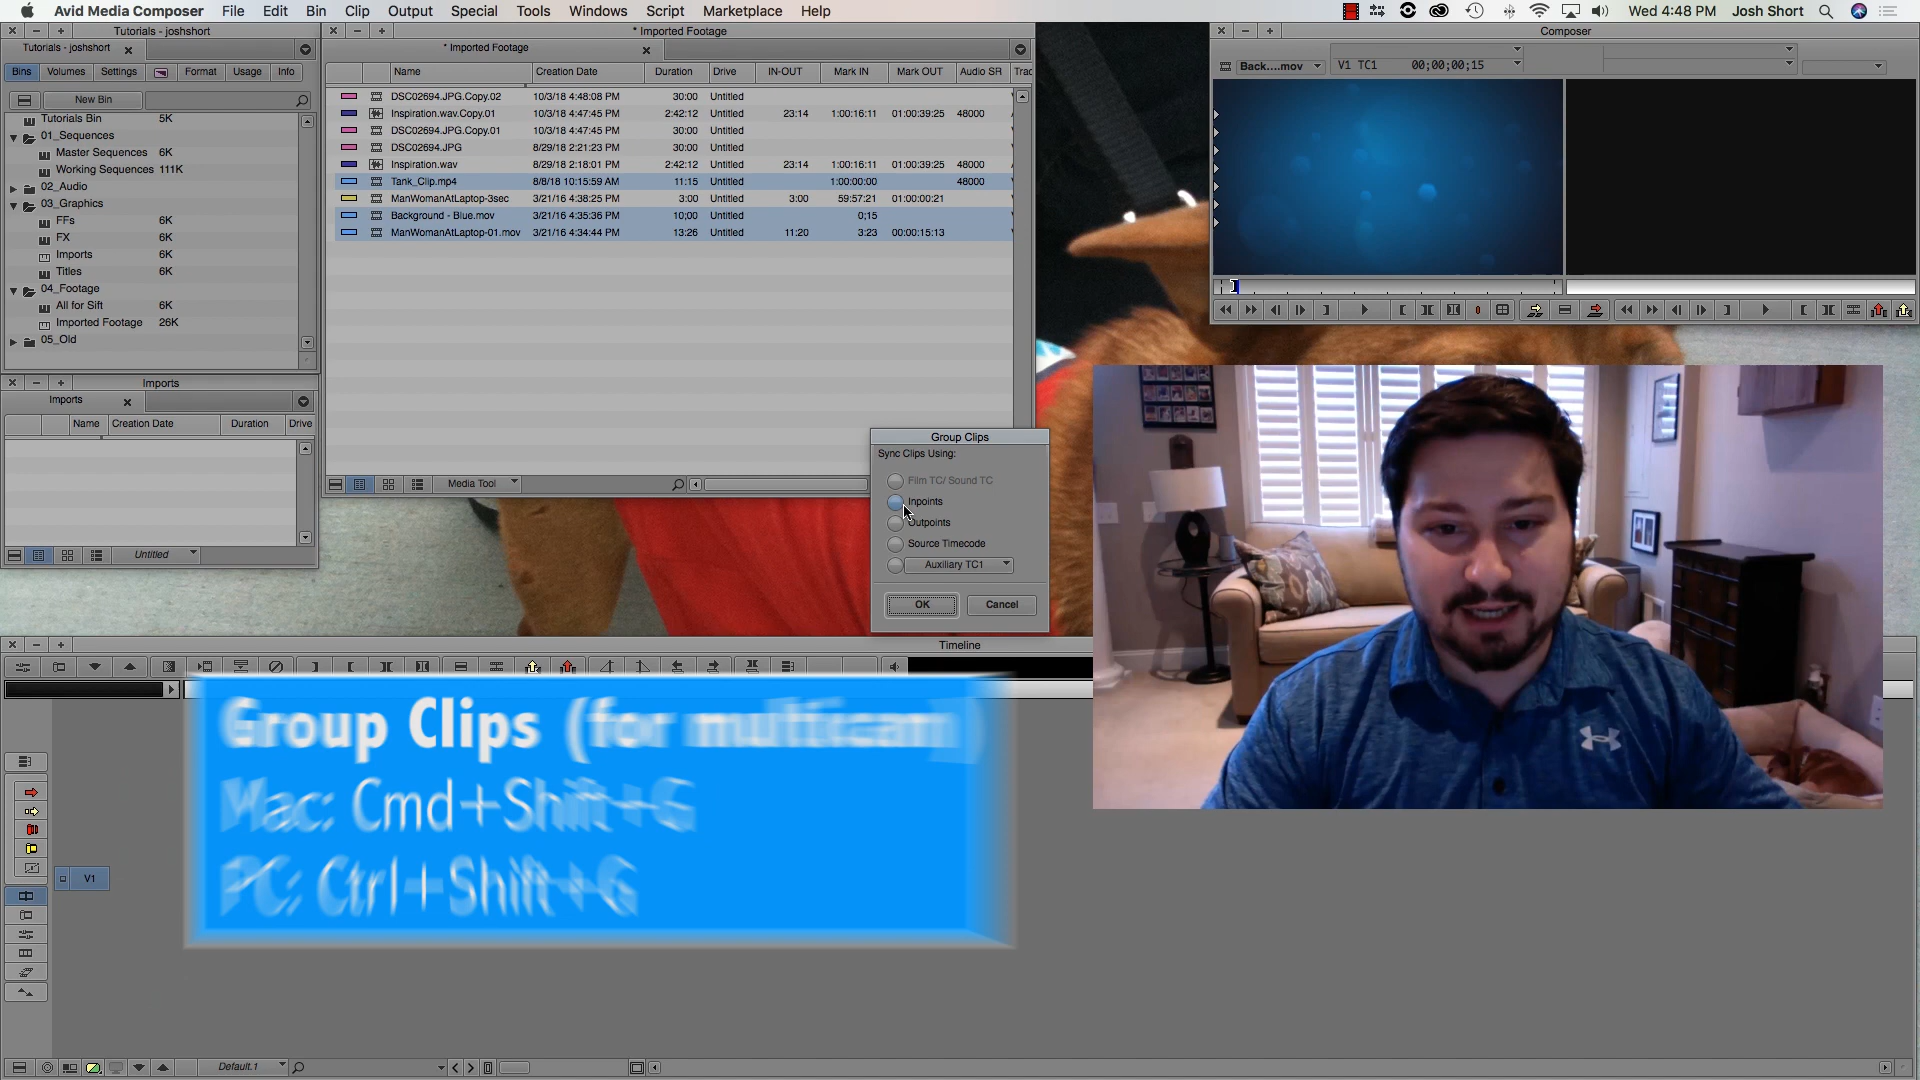 Avid Media Composer File Edit Bin Clip Output Special Tools Windows Script Marketplace Help Wed 4:48 PM Josh Short
Tutorials - joshshort
Tutorials - joshshort
Bins Volumes Settings Format Usage Info
New Bin
Tutorials Bin 5K
01_Sequences
Master Sequences 6K
Working Sequences 111K
02_Audio
03_Graphics
FFs 6K
FX 6K
Imports 6K
Titles 6K
04_Footage
All for Sift 6K
Imported Footage 26K
05_Old
Imports
Imports
Name Creation Date Duration Drive
Untitled
* Imported Footage
* Imported Footage
Name Creation Date Duration Drive IN-OUT Mark IN Mark OUT Audio SR Trac
DSC02694.JPG.Copy.02 10/3/18 4:48:08 PM 30:00 Untitled
Inspiration.wav.Copy.01 10/3/18 4:47:45 PM 2:42:12 Untitled 23:14 1:00:16:11 01:00:39:25 48000
DSC02694.JPG.Copy.01 10/3/18 4:47:45 PM 30:00 Untitled
DSC02694.JPG 8/29/18 2:21:23 PM 30:00 Untitled
Inspiration.wav 8/29/18 2:18:01 PM 2:42:12 Untitled 23:14 1:00:16:11 01:00:39:25 48000
Tank_Clip.mp4 8/8/18 10:15:59 AM 11:15 Untitled 1:00:00:00 48000
ManWomanAtLaptop-3sec 3/21/16 4:38:25 PM 3:00 Untitled 3:00 59:57:21 01:00:00:21
Background - Blue.mov 3/21/16 4:35:36 PM 10;00 Untitled 0;15
ManWomanAtLaptop-01.mov 3/21/16 4:34:44 PM 13:26 Untitled 11:20 3:23 00:00:15:13
Media Tool
Composer
Back....mov V1 TC1 00;00;00;15
Group Clips
Sync Clips Using:
Film TC/ Sound TC
Inpoints
Outpoints
Source Timecode
Auxiliary TC1
OK Cancel
Timeline
Group Clips (for multicam)
Mac: Cmd+Shift+G
PC: Ctrl+Shift+G
V1
Default.1